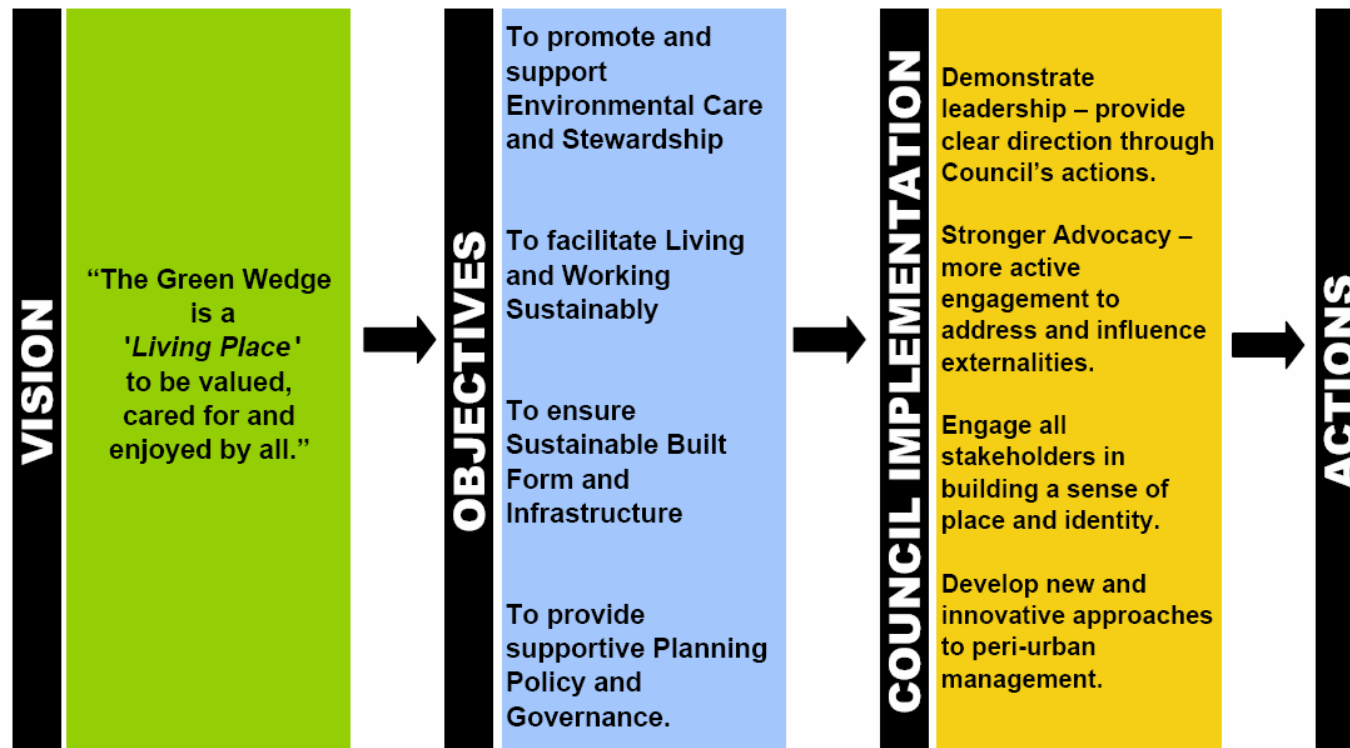 VISION
“The Green Wedge
is a
'Living Place'
to be valued,
cared for and
enjoyed by all.”
OBJECTIVES
To promote and
support
Environmental Care
and Stewardship
To facilitate Living
and Working
Sustainably
To ensure
Sustainable Built
Form and
Infrastructure
To provide
supportive Planning
Policy and
Governance.
COUNCIL IMPLEMENTATION
Demonstrate
leadership – provide
clear direction through
Council’s actions.
Stronger Advocacy –
more active
engagement to
address and influence
externalities.
Engage all
stakeholders in
building a sense of
place and identity.
Develop new and
innovative approaches
to peri-urban
management.
ACTIONS